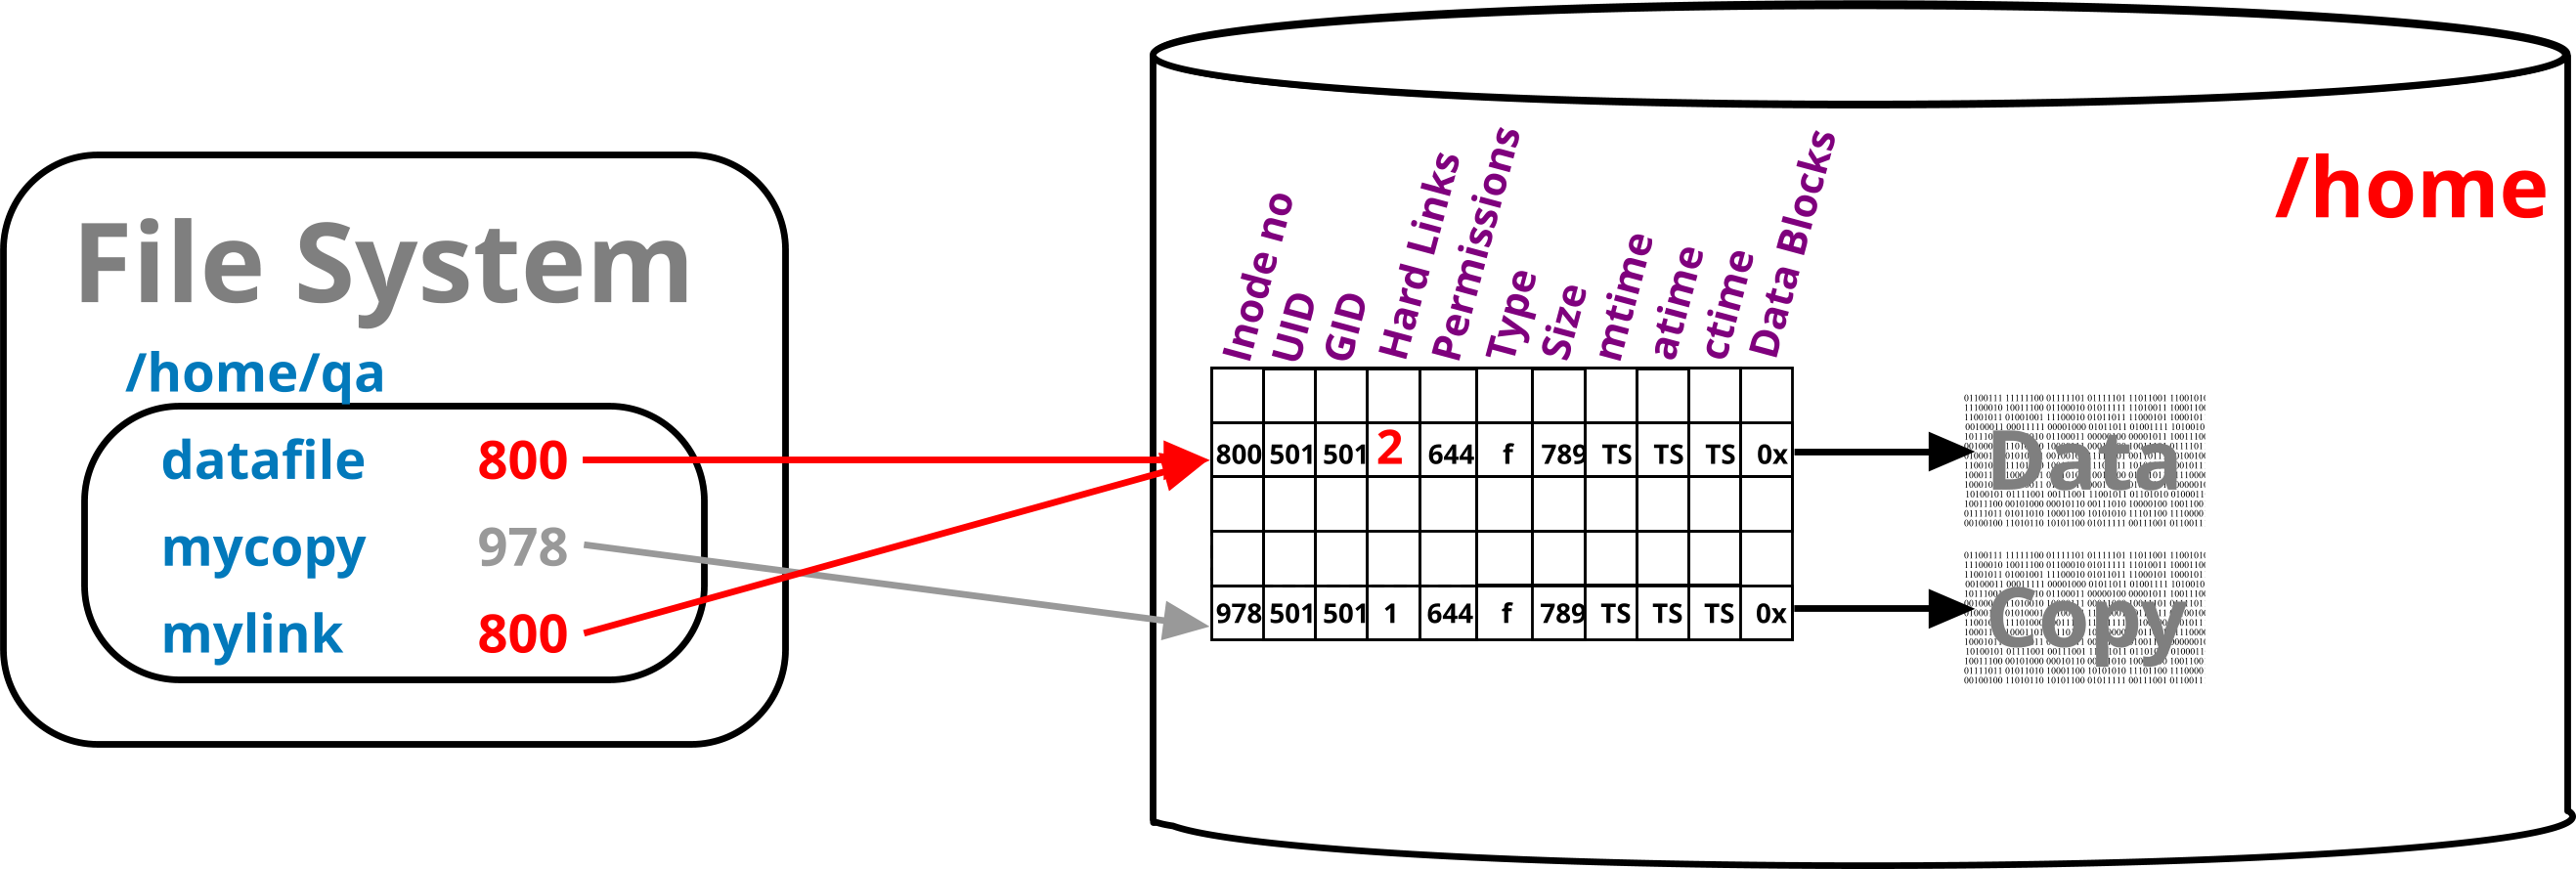 File System
/home/qa
datafile 800
mycopy 978
mylink 800
/home
Inode no
UID
GID
Hard Links
Permissions
Type
Size
mtime
atime
ctime
Data Blocks
800 501 501 2 644 f 789 TS TS TS 0x
978 501 501 1 644 f 789 TS TS TS 0x
Data
Copy